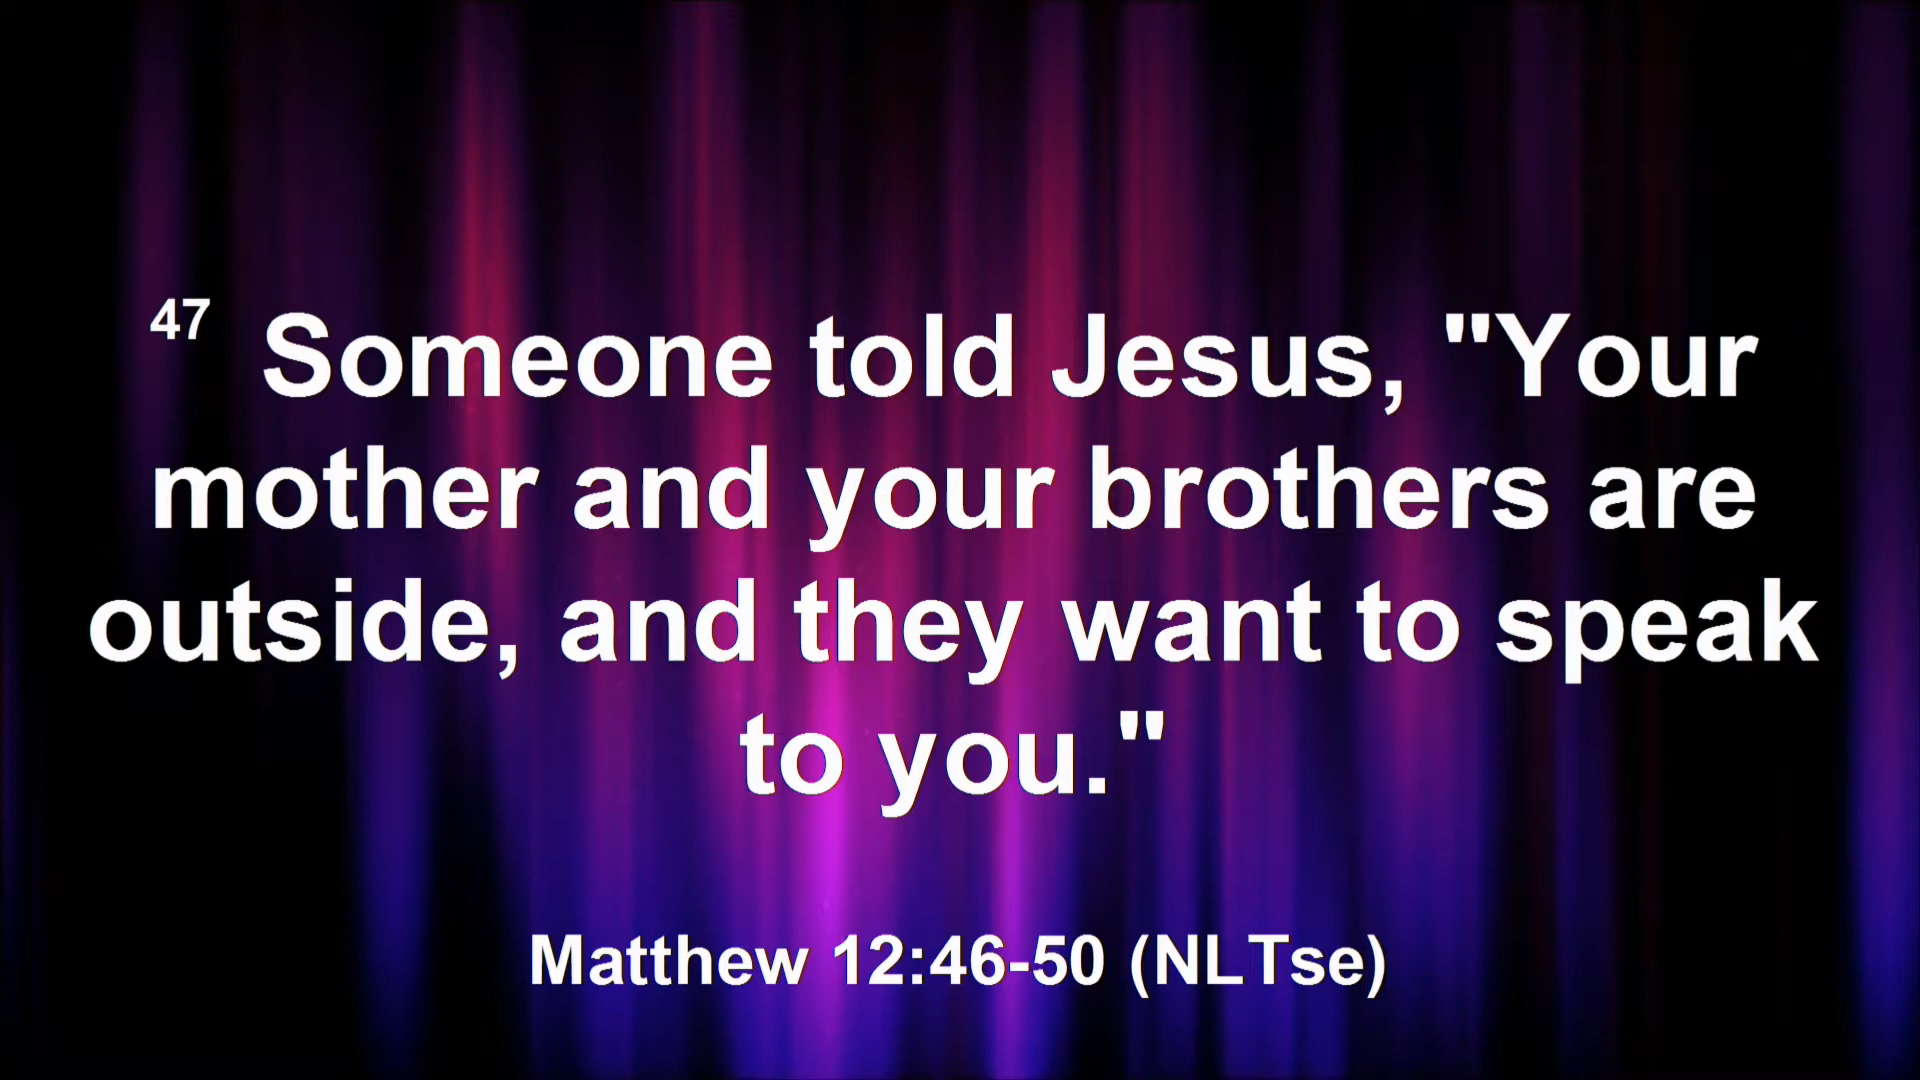 47 Someone told Jesus, "Your
mother and your brothers are
outside, and they want to speak
to you."
Matthew 12:46-50 (NLTse)